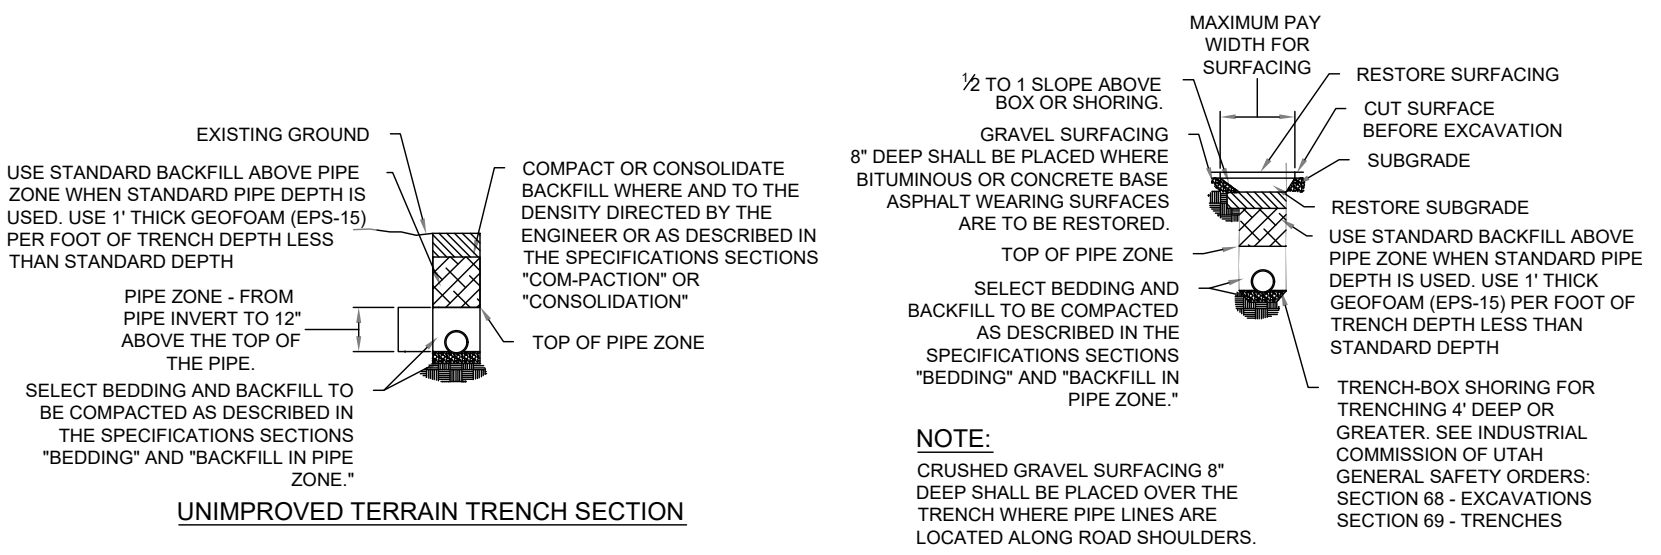 EXISTING GROUND
USE STANDARD BACKFILL ABOVE PIPE
ZONE WHEN STANDARD PIPE DEPTH IS
USED. USE 1' THICK GEOFOAM (EPS-15)
PER FOOT OF TRENCH DEPTH LESS
THAN STANDARD DEPTH
PIPE ZONE - FROM
PIPE INVERT TO 12"
ABOVE THE TOP OF
THE PIPE.
SELECT BEDDING AND BACKFILL TO
BE COMPACTED AS DESCRIBED IN
THE SPECIFICATIONS SECTIONS
"BEDDING" AND "BACKFILL IN PIPE
ZONE."
COMPACT OR CONSOLIDATE
BACKFILL WHERE AND TO THE
DENSITY DIRECTED BY THE
ENGINEER OR AS DESCRIBED IN
THE SPECIFICATIONS SECTIONS
"COM-PACTION" OR
"CONSOLIDATION"
TOP OF PIPE ZONE
UNIMPROVED TERRAIN TRENCH SECTION
MAXIMUM PAY
WIDTH FOR
SURFACING
½ TO 1 SLOPE ABOVE
BOX OR SHORING.
GRAVEL SURFACING
8" DEEP SHALL BE PLACED WHERE
BITUMINOUS OR CONCRETE BASE
ASPHALT WEARING SURFACES
ARE TO BE RESTORED.
TOP OF PIPE ZONE
SELECT BEDDING AND
BACKFILL TO BE COMPACTED
AS DESCRIBED IN THE
SPECIFICATIONS SECTIONS
"BEDDING" AND "BACKFILL IN
PIPE ZONE."
RESTORE SURFACING
CUT SURFACE
BEFORE EXCAVATION
SUBGRADE
RESTORE SUBGRADE
USE STANDARD BACKFILL ABOVE
PIPE ZONE WHEN STANDARD PIPE
DEPTH IS USED. USE 1' THICK
GEOFOAM (EPS-15) PER FOOT OF
TRENCH DEPTH LESS THAN
STANDARD DEPTH
TRENCH-BOX SHORING FOR
TRENCHING 4' DEEP OR
GREATER. SEE INDUSTRIAL
COMMISSION OF UTAH
GENERAL SAFETY ORDERS:
SECTION 68 - EXCAVATIONS
SECTION 69 - TRENCHES
NOTE:
CRUSHED GRAVEL SURFACING 8"
DEEP SHALL BE PLACED OVER THE
TRENCH WHERE PIPE LINES ARE
LOCATED ALONG ROAD SHOULDERS.